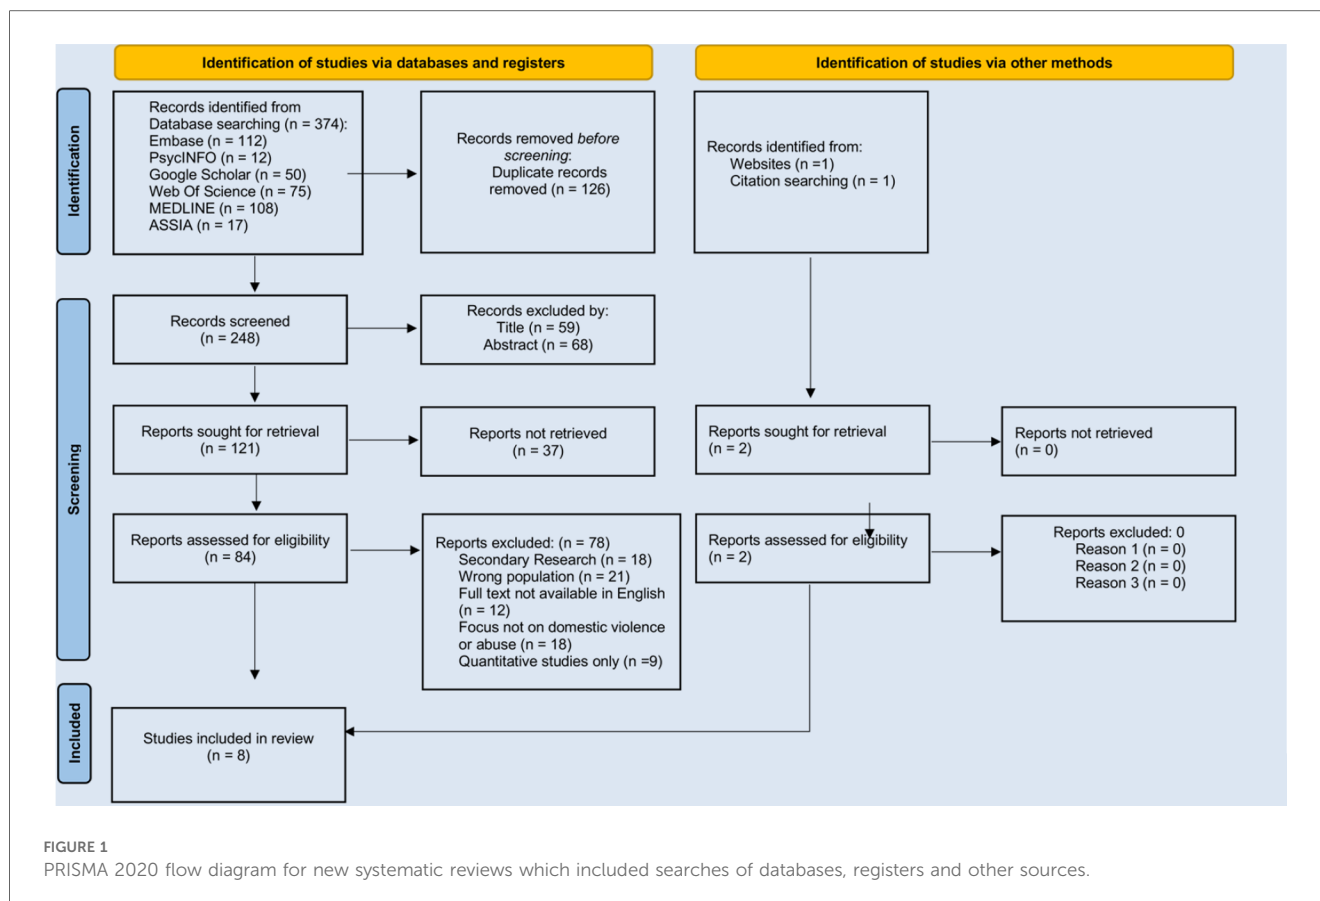 Identification of studies via databases and registers
Identification of studies via other methods
Identification
Records identified from
Database searching (n = 374):
Embase (n = 112)
PsycINFO (n = 12)
Google Scholar (n = 50)
Web Of Science (n = 75)
MEDLINE (n = 108)
ASSIA (n = 17)
Records removed before
screening:
Duplicate records
removed (n = 126)
Records identified from:
Websites (n =1)
Citation searching (n = 1)
Screening
Records screened
(n = 248)
Records excluded by:
Title (n = 59)
Abstract (n = 68)
Reports sought for retrieval
(n = 121)
Reports not retrieved
(n = 37)
Reports sought for retrieval
(n = 2)
Reports not retrieved
(n = 0)
Reports assessed for eligibility
(n = 84)
Reports excluded: (n = 78)
Secondary Research (n = 18)
Wrong population (n = 21)
Full text not available in English
(n = 12)
Focus not on domestic violence
or abuse (n = 18)
Quantitative studies only (n =9)
Reports assessed for eligibility
(n = 2)
Reports excluded: 0
Reason 1 (n = 0)
Reason 2 (n = 0)
Reason 3 (n = 0)
Included
Studies included in review
(n = 8)
FIGURE 1
PRISMA 2020 flow diagram for new systematic reviews which included searches of databases, registers and other sources.